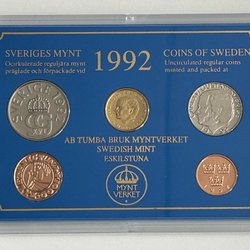 SVERIGES MYNT
Ocirkulerade reguljära mynt
präglade och förpackade vid
1992
COINS OF SWEDEN
Uncirculated regular coins
minted and packed at
AB TUMBA BRUK MYNTVERKET
SWEDISH MINT
ESKILSTUNA
MYNT
VERKET